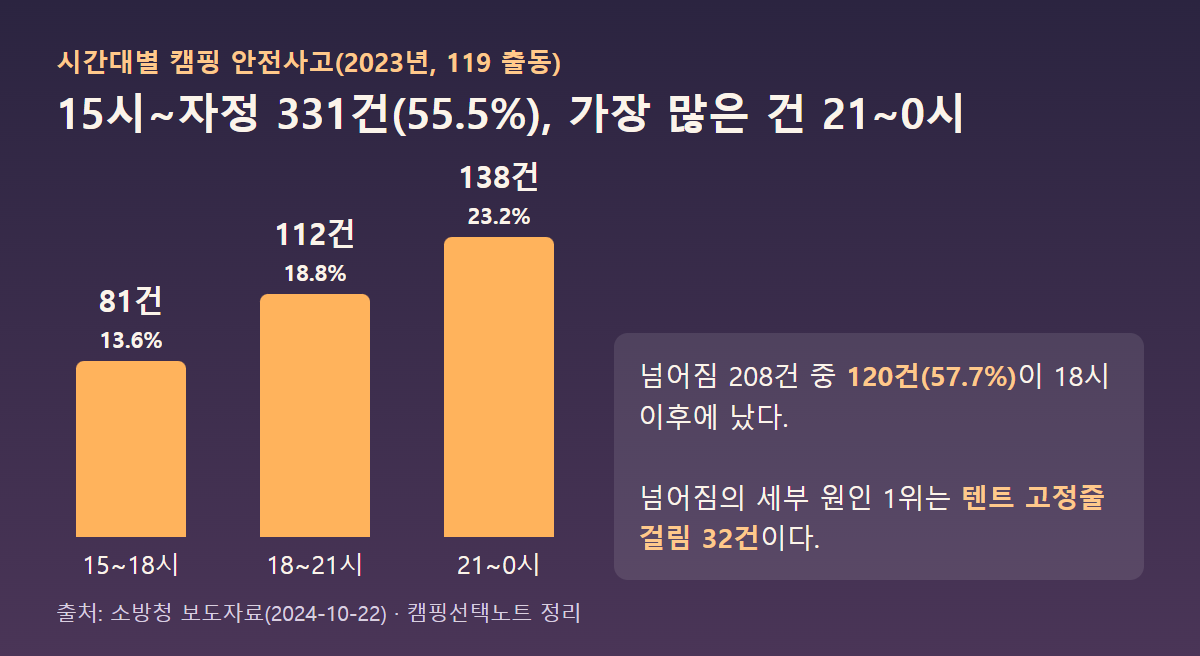 시간대별 캠핑 안전사고(2023년, 119 출동)
15시~자정 331건(55.5%), 가장 많은 건 21~0시
81건
13.6%
112건
18.8%
138건
23.2%
15~18시
18~21시
21~0시
넘어짐 208건 중 120건(57.7%)이 18시
이후에 났다.
넘어짐의 세부 원인 1위는 텐트 고정줄
걸림 32건이다.
출처: 소방청 보도자료(2024-10-22) · 캠핑선택노트 정리